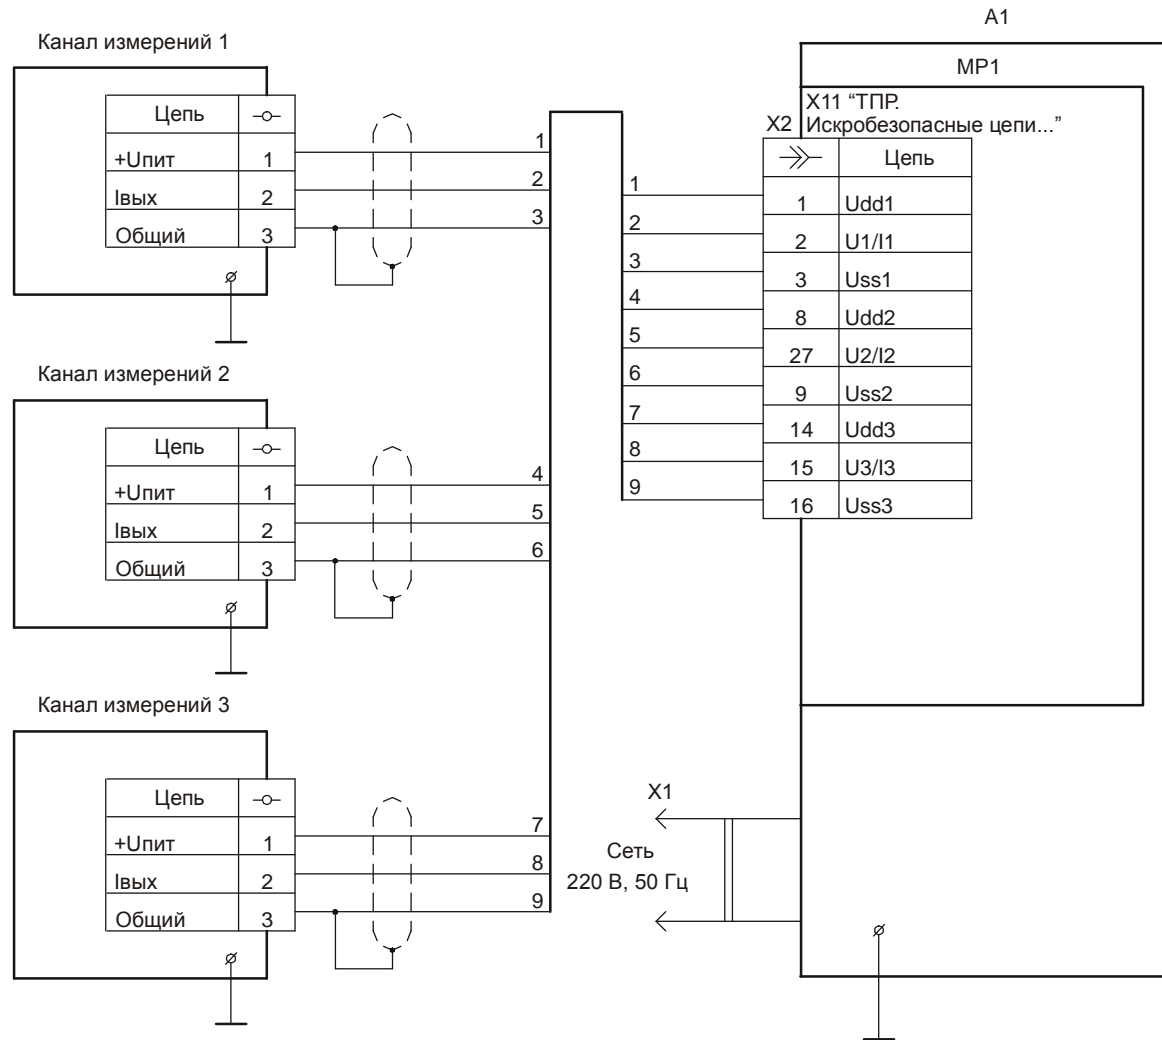 A1
Канал измерений 1
MP1
X11 “ТПР.
Искробезопасные цепи...”
X2
Цепь
+Uпит 1
Iвых 2
Общий 3
1
2
3
Цепь
1 1 Udd1
2 2 U1/I1
3 3 Uss1
4 8 Udd2
5 27 U2/I2
6 9 Uss2
7 14 Udd3
8 15 U3/I3
9 16 Uss3
Канал измерений 2
Цепь
+Uпит 1
Iвых 2
Общий 3
4
5
6
Канал измерений 3
Цепь
+Uпит 1
Iвых 2
Общий 3
7
8
9
X1
Сеть
220 В, 50 Гц